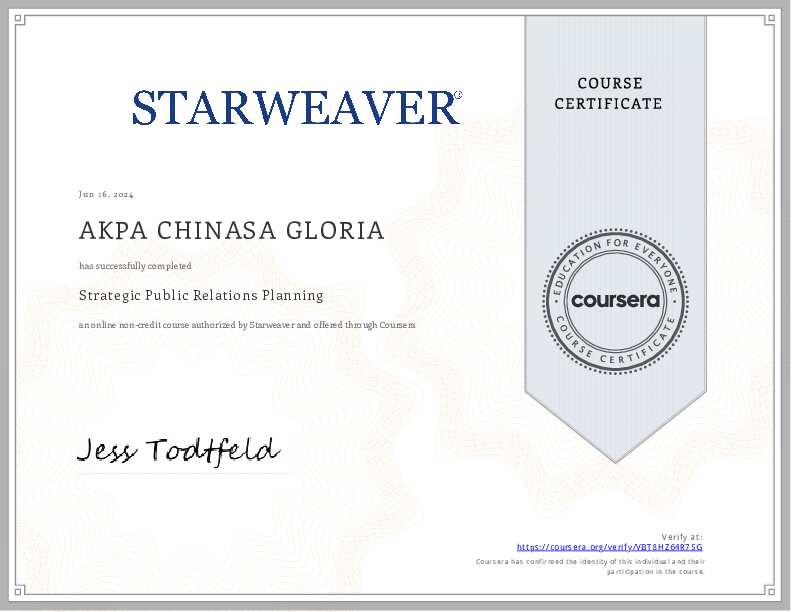 STARWEAVER®
COURSE
CERTIFICATE
Jun 16, 2024
AKPA CHINASA GLORIA
has successfully completed
Strategic Public Relations Planning
an online non-credit course authorized by Starweaver and offered through Coursera
EDUCATION FOR EVERYONE
coursera
COURSE CERTIFICATE
Jess Todtfeld
Verify at:
https://coursera.org/verify/VBT8HZ64R7SG
Coursera has confirmed the identity of this individual and their
participation in the course.